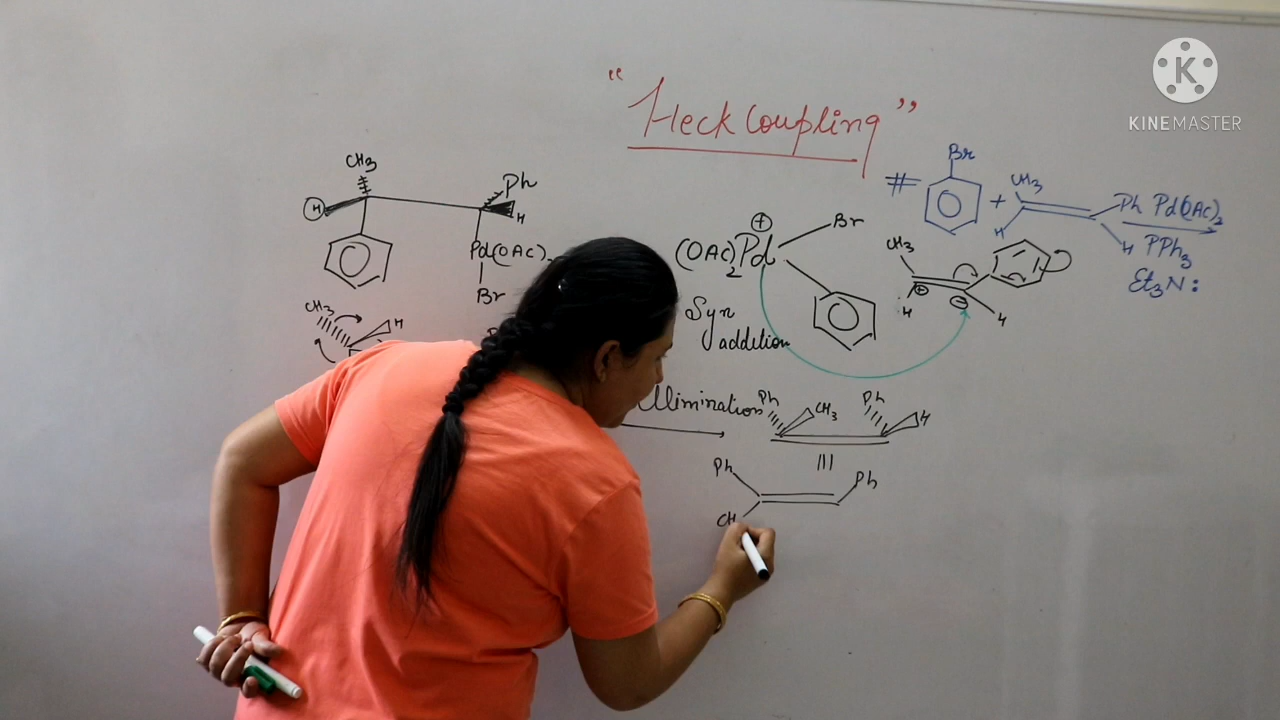 "Heck Coupling"
Br
CH3 + Ph Pd(OAc)2
H H PPh3
Et3N:
CH3
Ph
H H
Pd(OAc)
Br
CH3 H
⊕
(OAc)2Pd Br
Syn
addition
CH3
⊕ ⊖
H H
Ellimination
Ph CH3 Ph H
|||
Ph Ph
CH
K
KINEMASTER